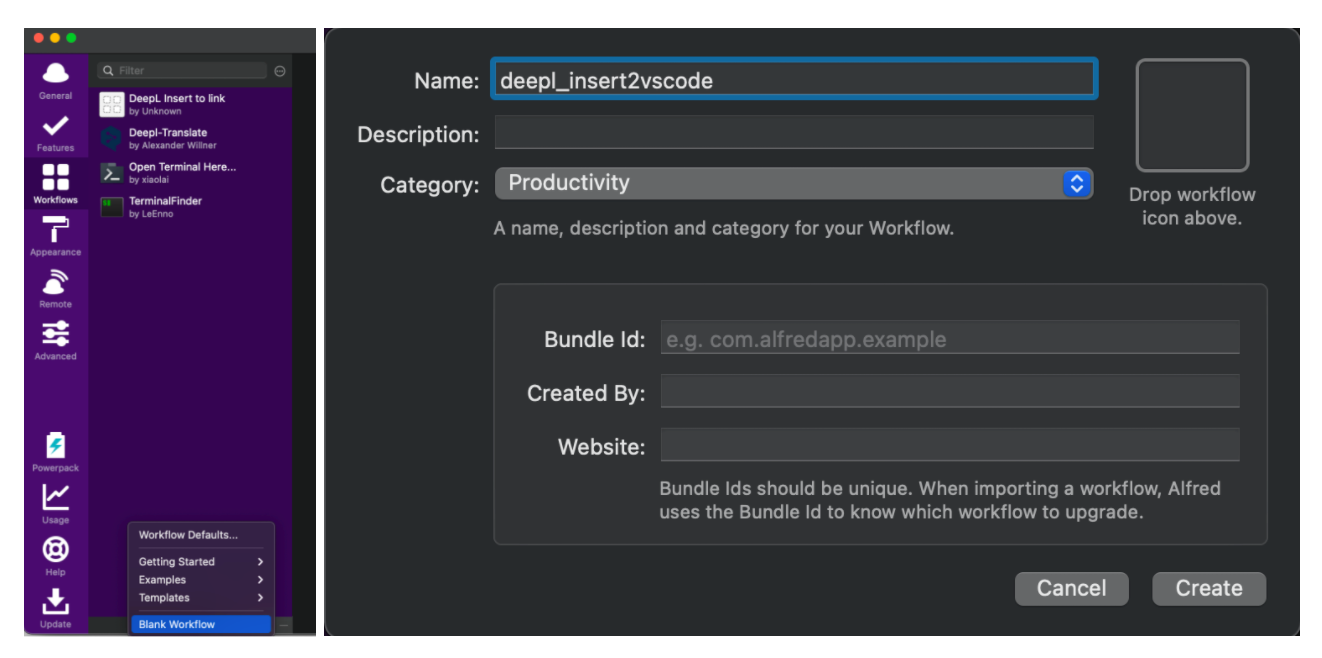 General
Features
Workflows
Appearance
Remote
Advanced
Powerpack
Usage
Help
Update
Filter
DeepL Insert to link
by Unknown
Deepl-Translate
by Alexander Willner
Open Terminal Here...
by xiaolai
TerminalFinder
by LeEnno
Workflow Defaults...
Getting Started
Examples
Templates
Blank Workflow
Name: deepl_insert2vscode
Description:
Category: Productivity
A name, description and category for your Workflow.
Drop workflow
icon above.
Bundle Id: e.g. com.alfredapp.example
Created By:
Website:
Bundle Ids should be unique. When importing a workflow, Alfred
uses the Bundle Id to know which workflow to upgrade.
Cancel
Create